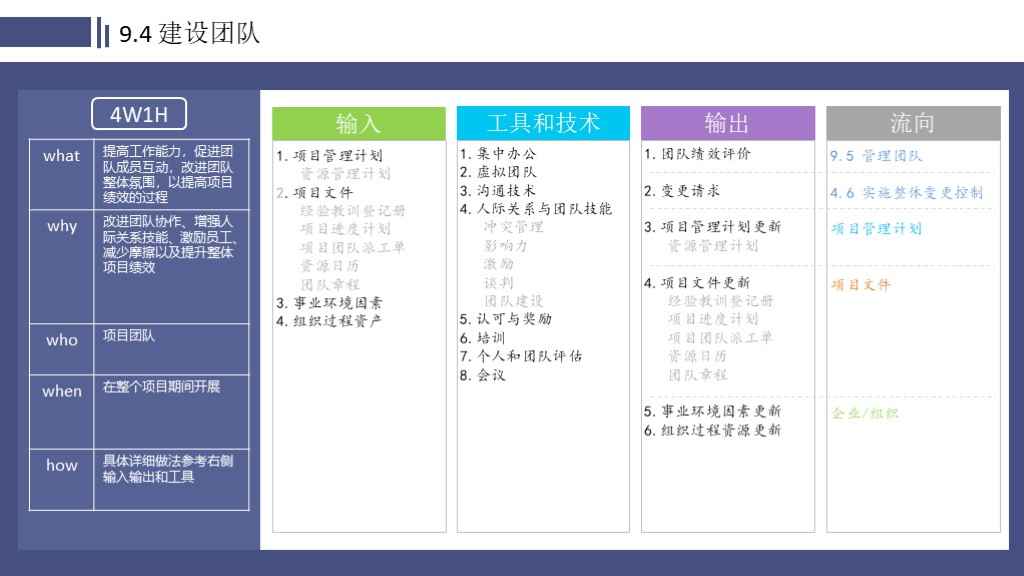 9.4 建设团队
4W1H
what
提高工作能力，促进团
队成员互动，改进团队
整体氛围，以提高项目
绩效的过程
why
改进团队协作、增强人
际关系技能、激励员工、
减少摩擦以及提升整体
项目绩效
who
项目团队
when
在整个项目期间开展
how
具体详细做法参考右侧
输入输出和工具
输入
1. 项目管理计划
资源管理计划
2. 项目文件
经验教训登记册
项目进度计划
项目团队派工单
资源日历
团队章程
3. 事业环境因素
4. 组织过程资产
工具和技术
1. 集中办公
2. 虚拟团队
3. 沟通技术
4. 人际关系与团队技能
冲突管理
影响力
激励
谈判
团队建设
5. 认可与奖励
6. 培训
7. 个人和团队评估
8. 会议
输出
1. 团队绩效评价
2. 变更请求
3. 项目管理计划更新
资源管理计划
4. 项目文件更新
经验教训登记册
项目进度计划
项目团队派工单
资源日历
团队章程
5. 事业环境因素更新
6. 组织过程资源更新
流向
9.5 管理团队
4.6 实施整体变更控制
项目管理计划
项目文件
企业/组织